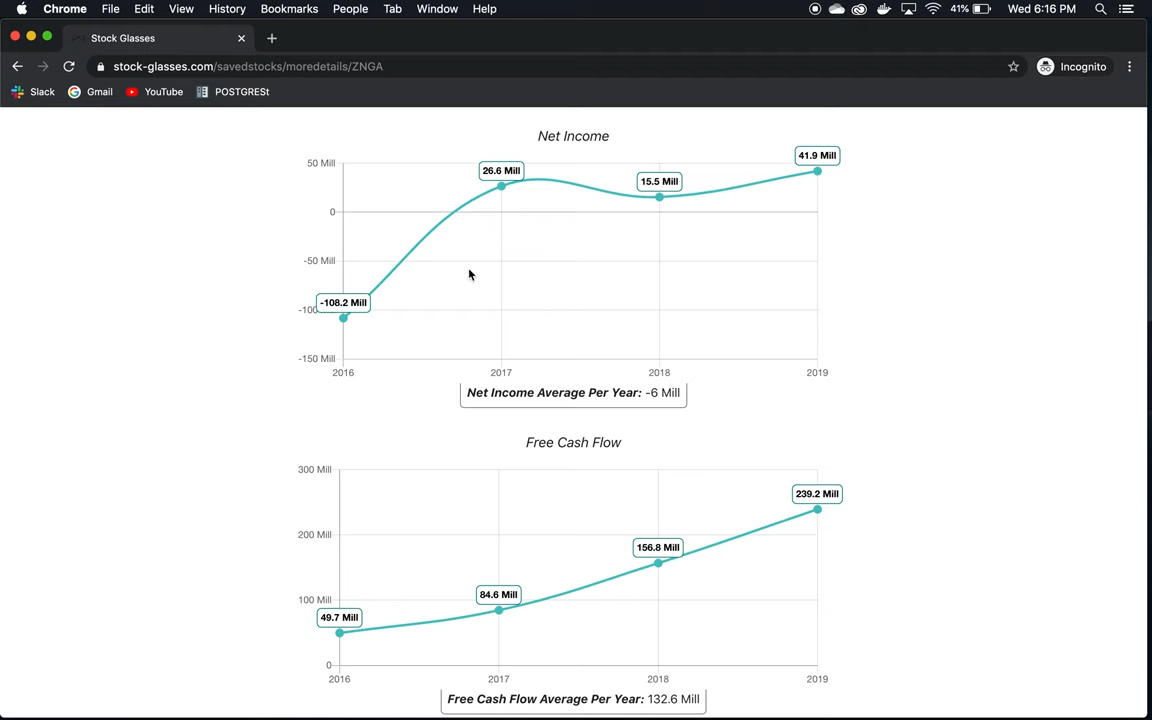 Chrome File Edit View History Bookmarks People Tab Window Help 41% Wed 6:16 PM
Stock Glasses
stock-glasses.com/savedstocks/moredetails/ZNGA Incognito
Slack Gmail YouTube POSTGRESt
Net Income
50 Mill
0
-50 Mill
-100
-150 Mill
-108.2 Mill
26.6 Mill
15.5 Mill
41.9 Mill
2016 2017 2018 2019
Net Income Average Per Year: -6 Mill
Free Cash Flow
300 Mill
200 Mill
100 Mill
0
49.7 Mill
84.6 Mill
156.8 Mill
239.2 Mill
2016 2017 2018 2019
Free Cash Flow Average Per Year: 132.6 Mill